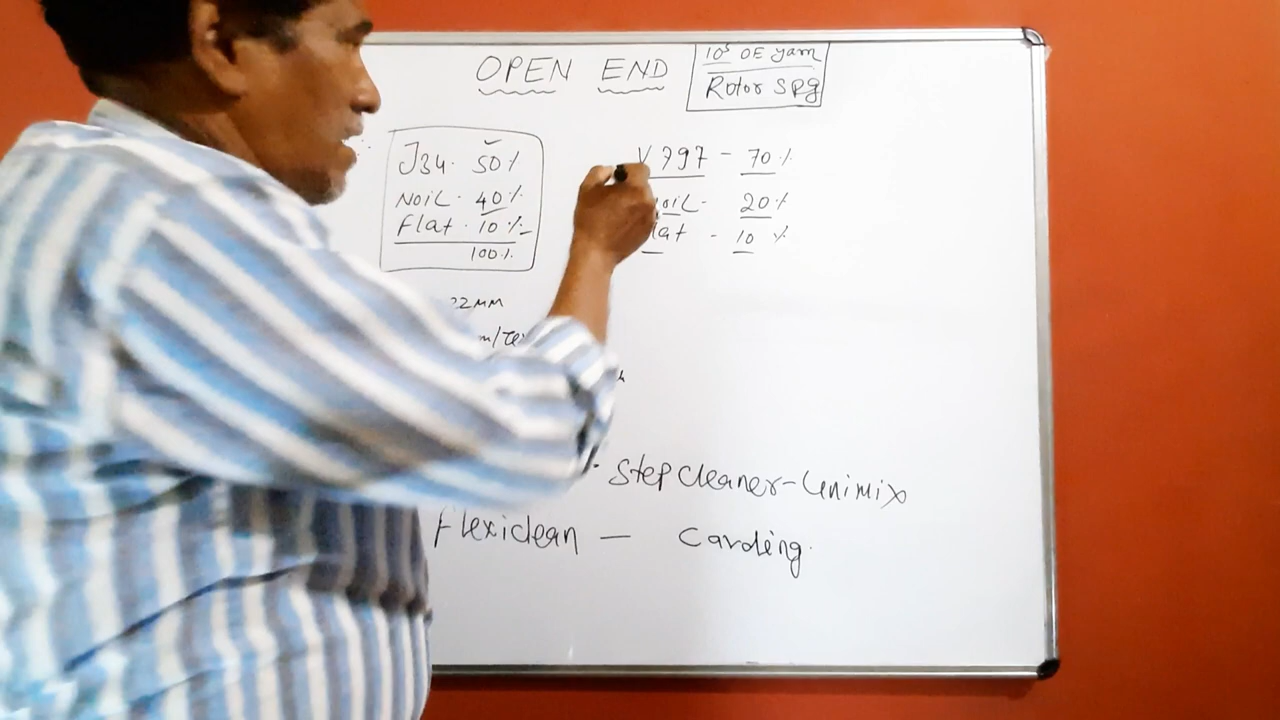 OPEN END
10s OE yarn
Rotor SPg
J34. 50%
NoiL. 40%
Flat. 10%
100%
V797 - 70%
20%
- 10%
22MM
Step Cleaner-Unimix
Flexiclean — Carding.